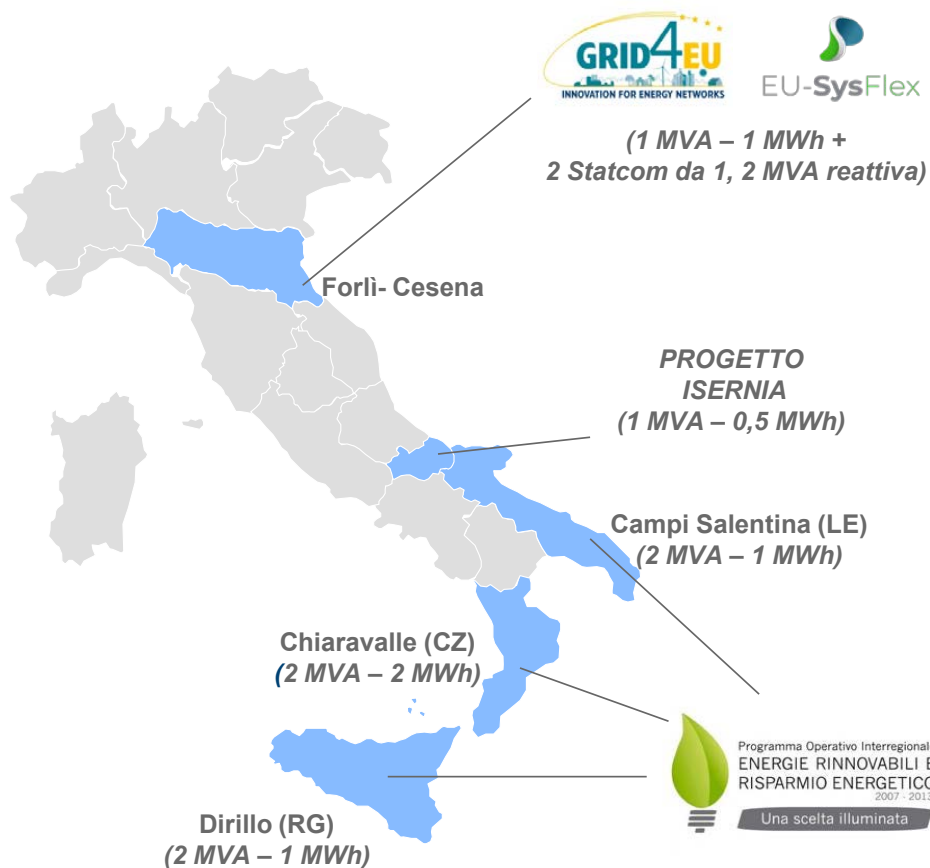 GRID4EU
INNOVATION FOR ENERGY NETWORKS
EU-SysFlex
(1 MVA – 1 MWh +
2 Statcom da 1, 2 MVA reattiva)
Forlì- Cesena
PROGETTO
ISERNIA
(1 MVA – 0,5 MWh)
Campi Salentina (LE)
(2 MVA – 1 MWh)
Chiaravalle (CZ)
(2 MVA – 2 MWh)
Programma Operativo Interregionale
ENERGIE RINNOVABILI E
RISPARMIO ENERGETICO
2007 - 2013
Una scelta illuminata
Dirillo (RG)
(2 MVA – 1 MWh)